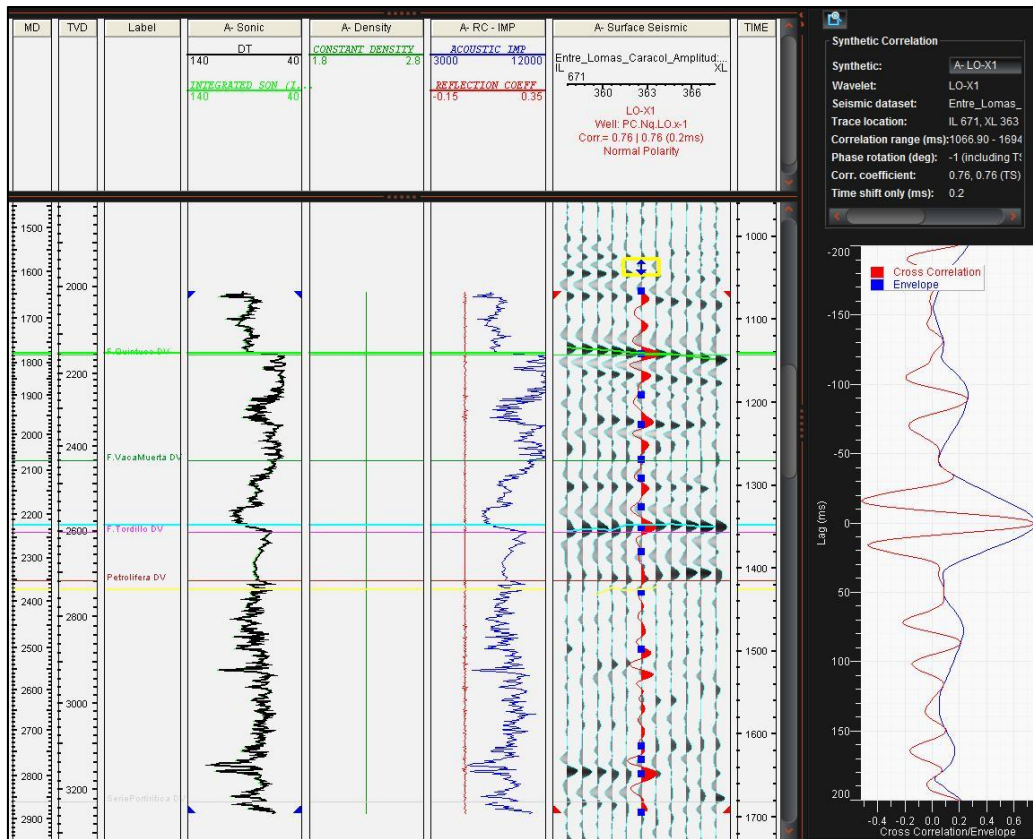 MD
TVD
Label
A- Sonic
A- Density
A- RC - IMP
A- Surface Seismic
TIME
DT
140 40
INTEGRATED SON (I...
140 40
CONSTANT DENSITY
1.8 2.8
ACOUSTIC IMP
3000 12000
REFLECTION COEFF
-0.15 0.35
Entre_Lomas_Caracol_Amplitud:...
IL XL
671
360 363 367
LO-X1
Well: PC.Nq.LO.x-1
Corr.= 0.76 | 0.76 (0.2ms)
Normal Polarity
Synthetic Correlation
Synthetic: A- LO-X1
Wavelet: LO-X1
Seismic dataset: Entre_Lomas_
Trace location: IL 671, XL 363
Correlation range (ms): 1066.90 - 1694
Phase rotation (deg): -1 (including TS
Corr. coefficient: 0.76, 0.76 (TS)
Time shift only (ms): 0.2
1500
1600
1700
1800
1900
2000
2100
2200
2300
2400
2500
2600
2700
2800
2900
2000
2200
2400
2600
2800
3000
3200
F.Quintuco DV
F.VacaMuerta DV
F.Tordillo DV
Petrolifera DV
SeriePorfiritica DV
1000
1100
1200
1300
1400
1500
1600
1700
Cross Correlation
Envelope
-200
-150
-100
-50
0
50
100
150
200
Lag (ms)
-0.4 -0.2 0.0 0.2 0.4 0.6
Cross Correlation/Envelope